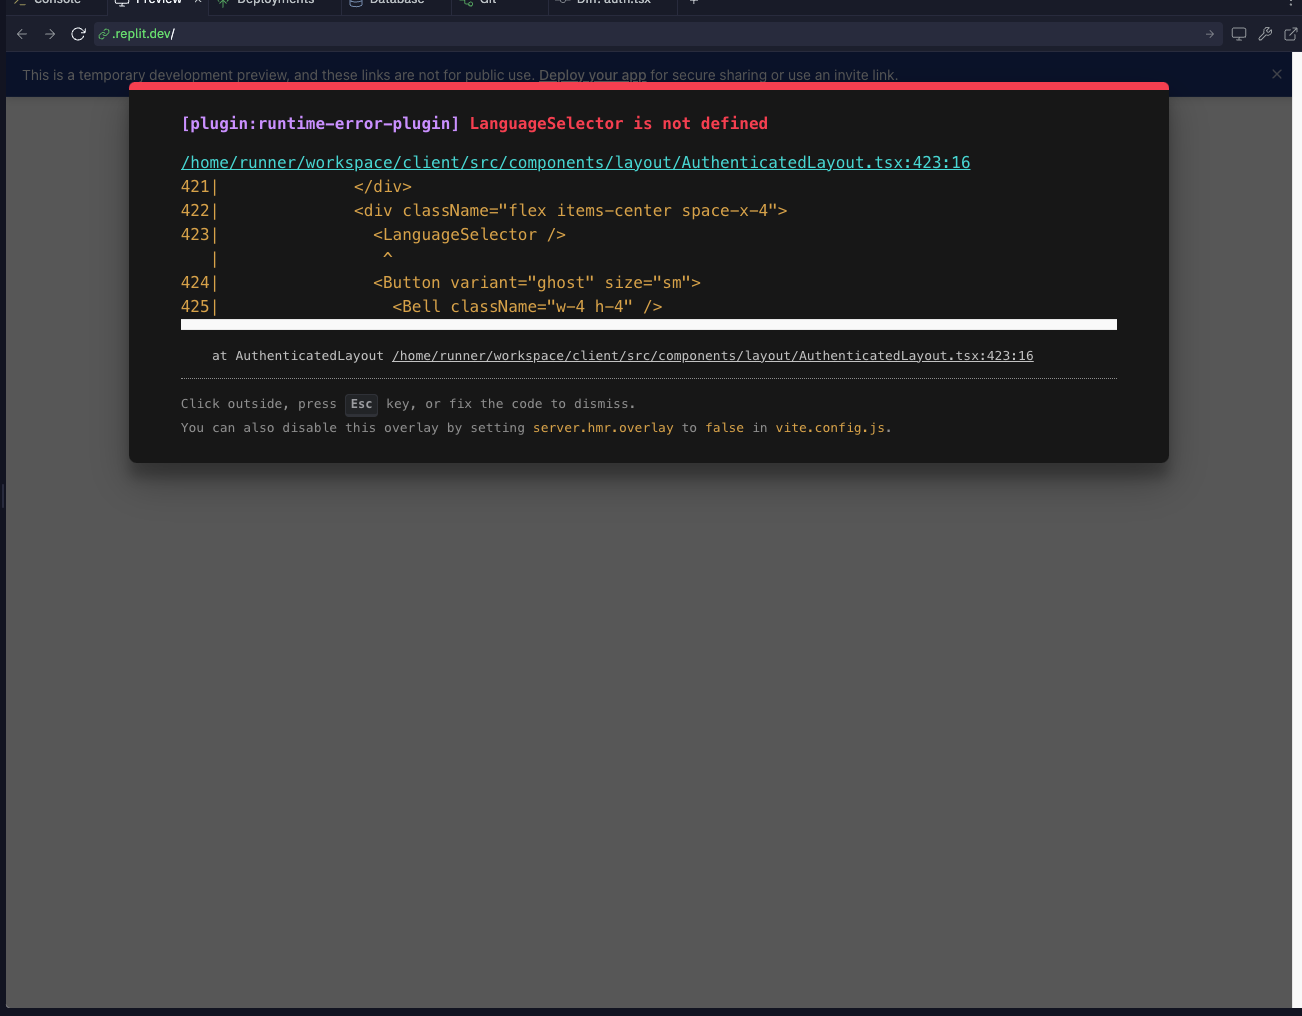 Console Preview Deployments Database Git Diff: auth.tsx
.replit.dev/
This is a temporary development preview, and these links are not for public use. Deploy your app for secure sharing or use an invite link.
[plugin:runtime-error-plugin] LanguageSelector is not defined
/home/runner/workspace/client/src/components/layout/AuthenticatedLayout.tsx:423:16
421|              </div>
422|              <div className="flex items-center space-x-4">
423|                <LanguageSelector />
   |                 ^
424|                <Button variant="ghost" size="sm">
425|                  <Bell className="w-4 h-4" />
at AuthenticatedLayout /home/runner/workspace/client/src/components/layout/AuthenticatedLayout.tsx:423:16
Click outside, press Esc key, or fix the code to dismiss.
You can also disable this overlay by setting server.hmr.overlay to false in vite.config.js.